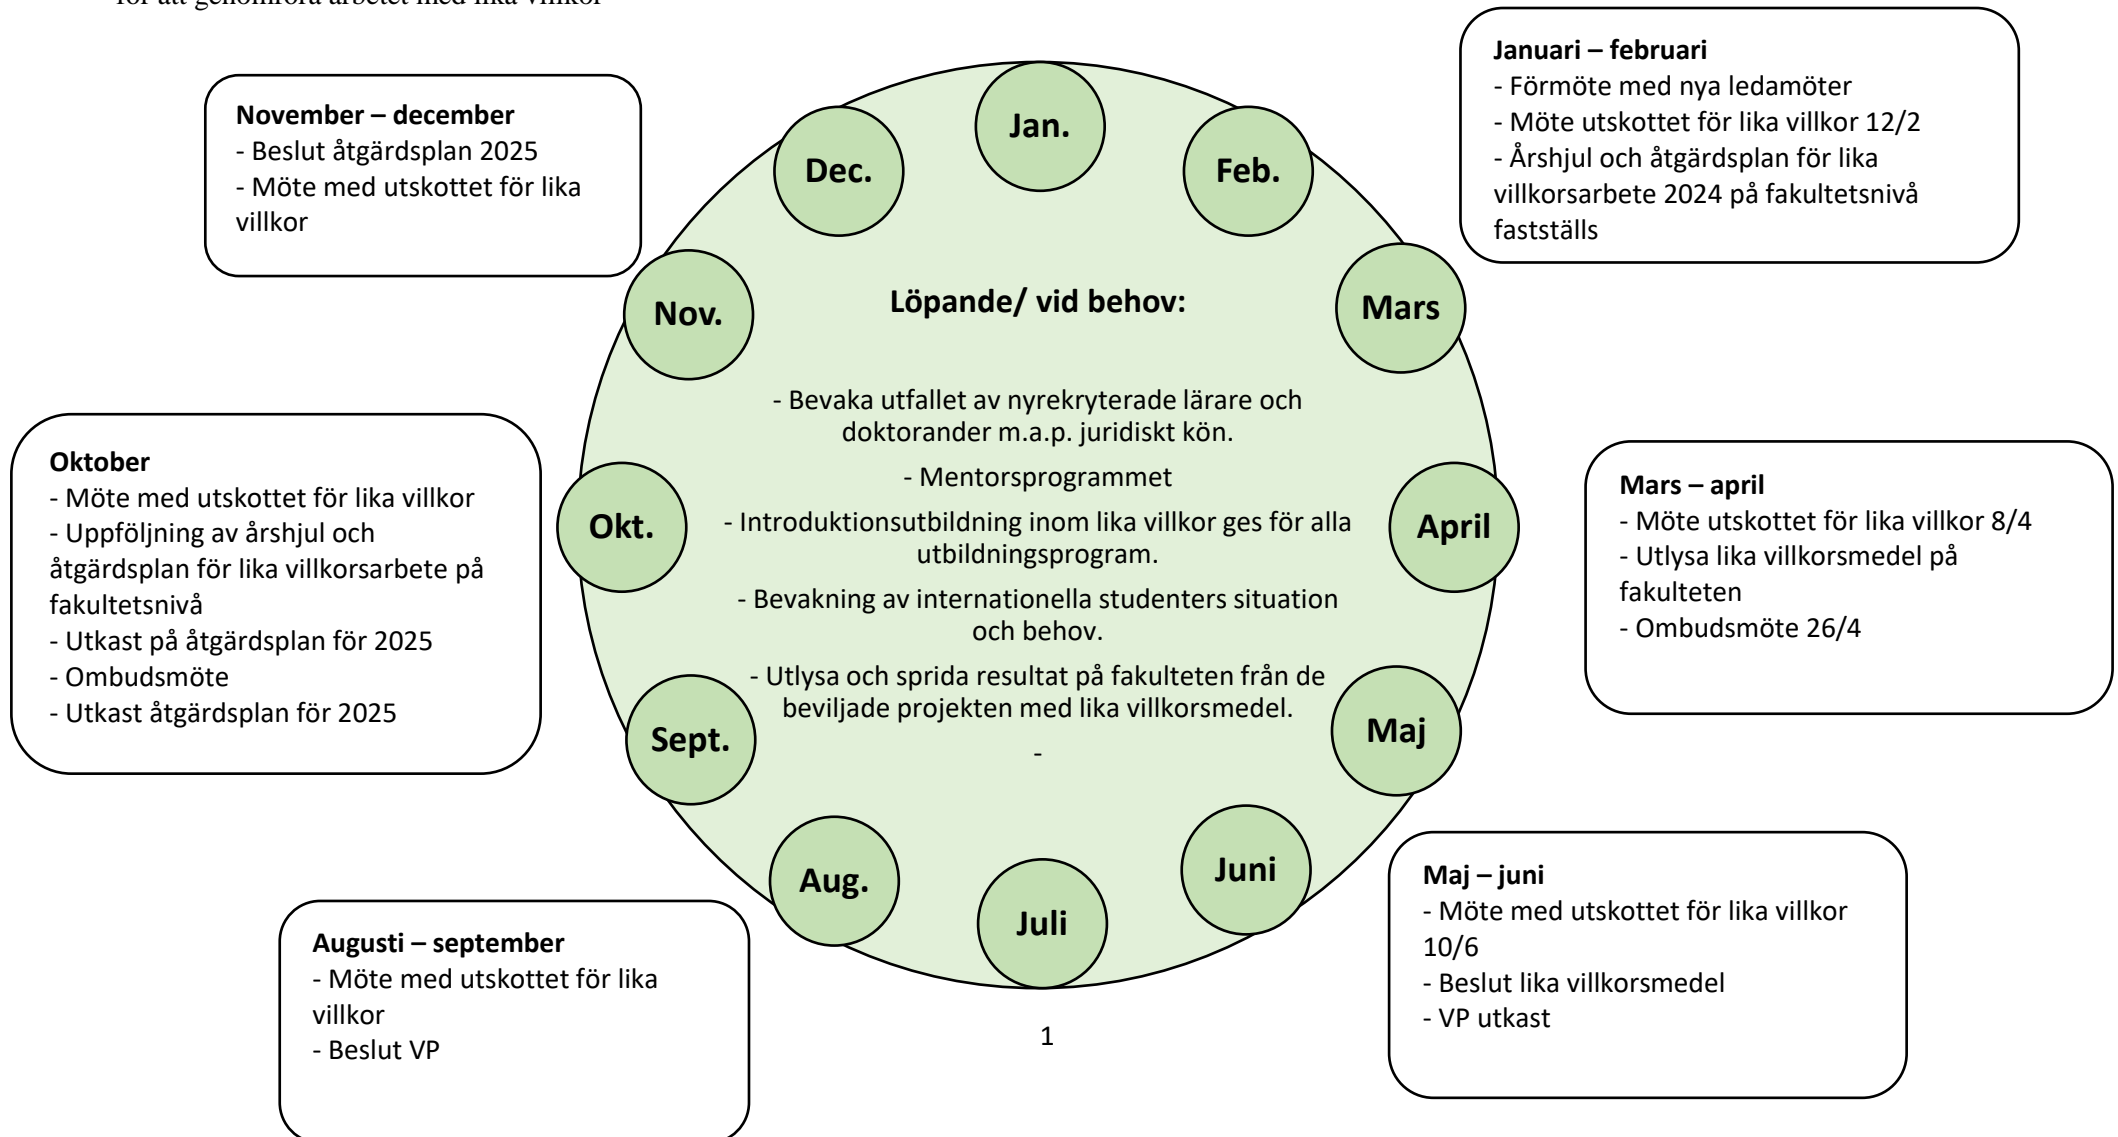 för att genomföra arbetet med lika villkor
Januari – februari
- Förmöte med nya ledamöter
- Möte utskottet för lika villkor 12/2
- Årshjul och åtgärdsplan för lika
villkorsarbete 2024 på fakultetsnivå
fastställs
November – december
- Beslut åtgärdsplan 2025
- Möte med utskottet för lika
villkor
Jan.
Feb.
Mars
April
Maj
Juni
Juli
Aug.
Sept.
Okt.
Nov.
Dec.
Löpande/ vid behov:
- Bevaka utfallet av nyrekryterade lärare och
doktorander m.a.p. juridiskt kön.
- Mentorsprogrammet
- Introduktionsutbildning inom lika villkor ges för alla
utbildningsprogram.
- Bevakning av internationella studenters situation
och behov.
- Utlysa och sprida resultat på fakulteten från de
beviljade projekten med lika villkorsmedel.
-
Oktober
- Möte med utskottet för lika villkor
- Uppföljning av årshjul och
åtgärdsplan för lika villkorsarbete på
fakultetsnivå
- Utkast på åtgärdsplan för 2025
- Ombudsmöte
- Utkast åtgärdsplan för 2025
Mars – april
- Möte utskottet för lika villkor 8/4
- Utlysa lika villkorsmedel på
fakulteten
- Ombudsmöte 26/4
Maj – juni
- Möte med utskottet för lika villkor
10/6
- Beslut lika villkorsmedel
- VP utkast
Augusti – september
- Möte med utskottet för lika
villkor
- Beslut VP
1